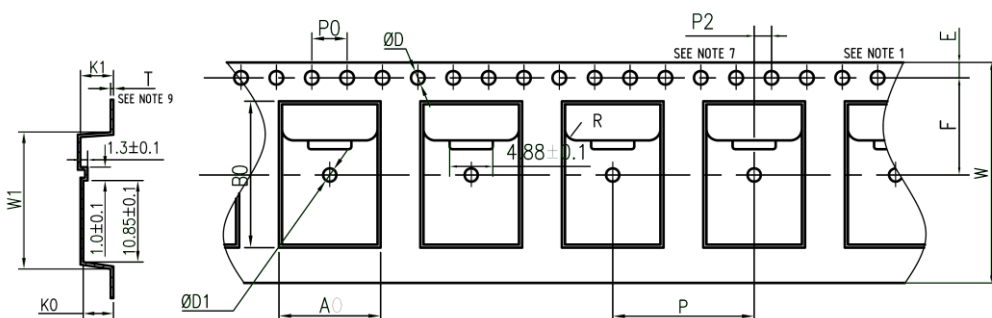 P0
ØD
P2
E
SEE NOTE 7
SEE NOTE 1
K1
T
SEE NOTE 9
R
F
1.3±0.1
4.88±0.1
W1
B0
W
1.0±0.1
10.85±0.1
K0
ØD1
A0
P